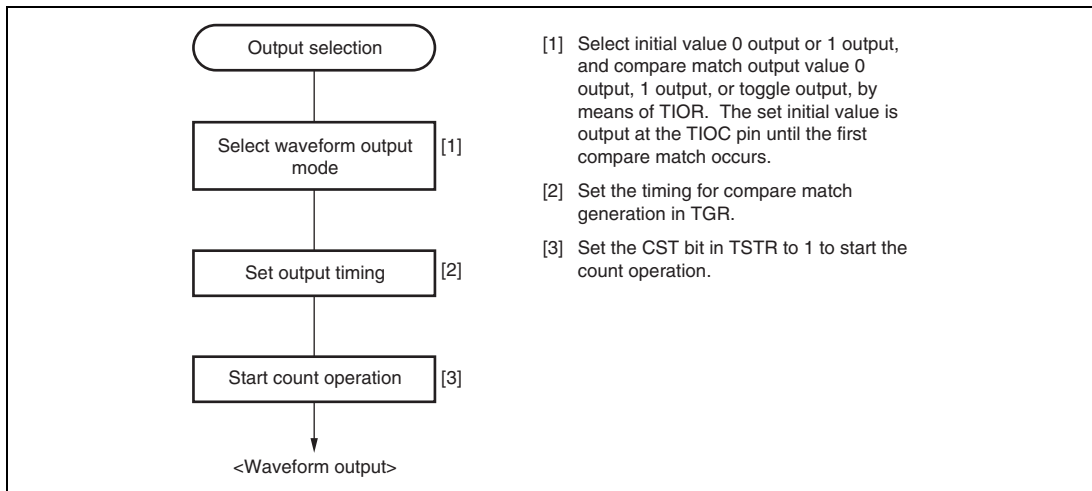 Output selection
Select waveform output
mode
[1]
Set output timing
[2]
Start count operation
[3]
<Waveform output>
[1] Select initial value 0 output or 1 output,
and compare match output value 0
output, 1 output, or toggle output, by
means of TIOR. The set initial value is
output at the TIOC pin until the first
compare match occurs.
[2] Set the timing for compare match
generation in TGR.
[3] Set the CST bit in TSTR to 1 to start the
count operation.